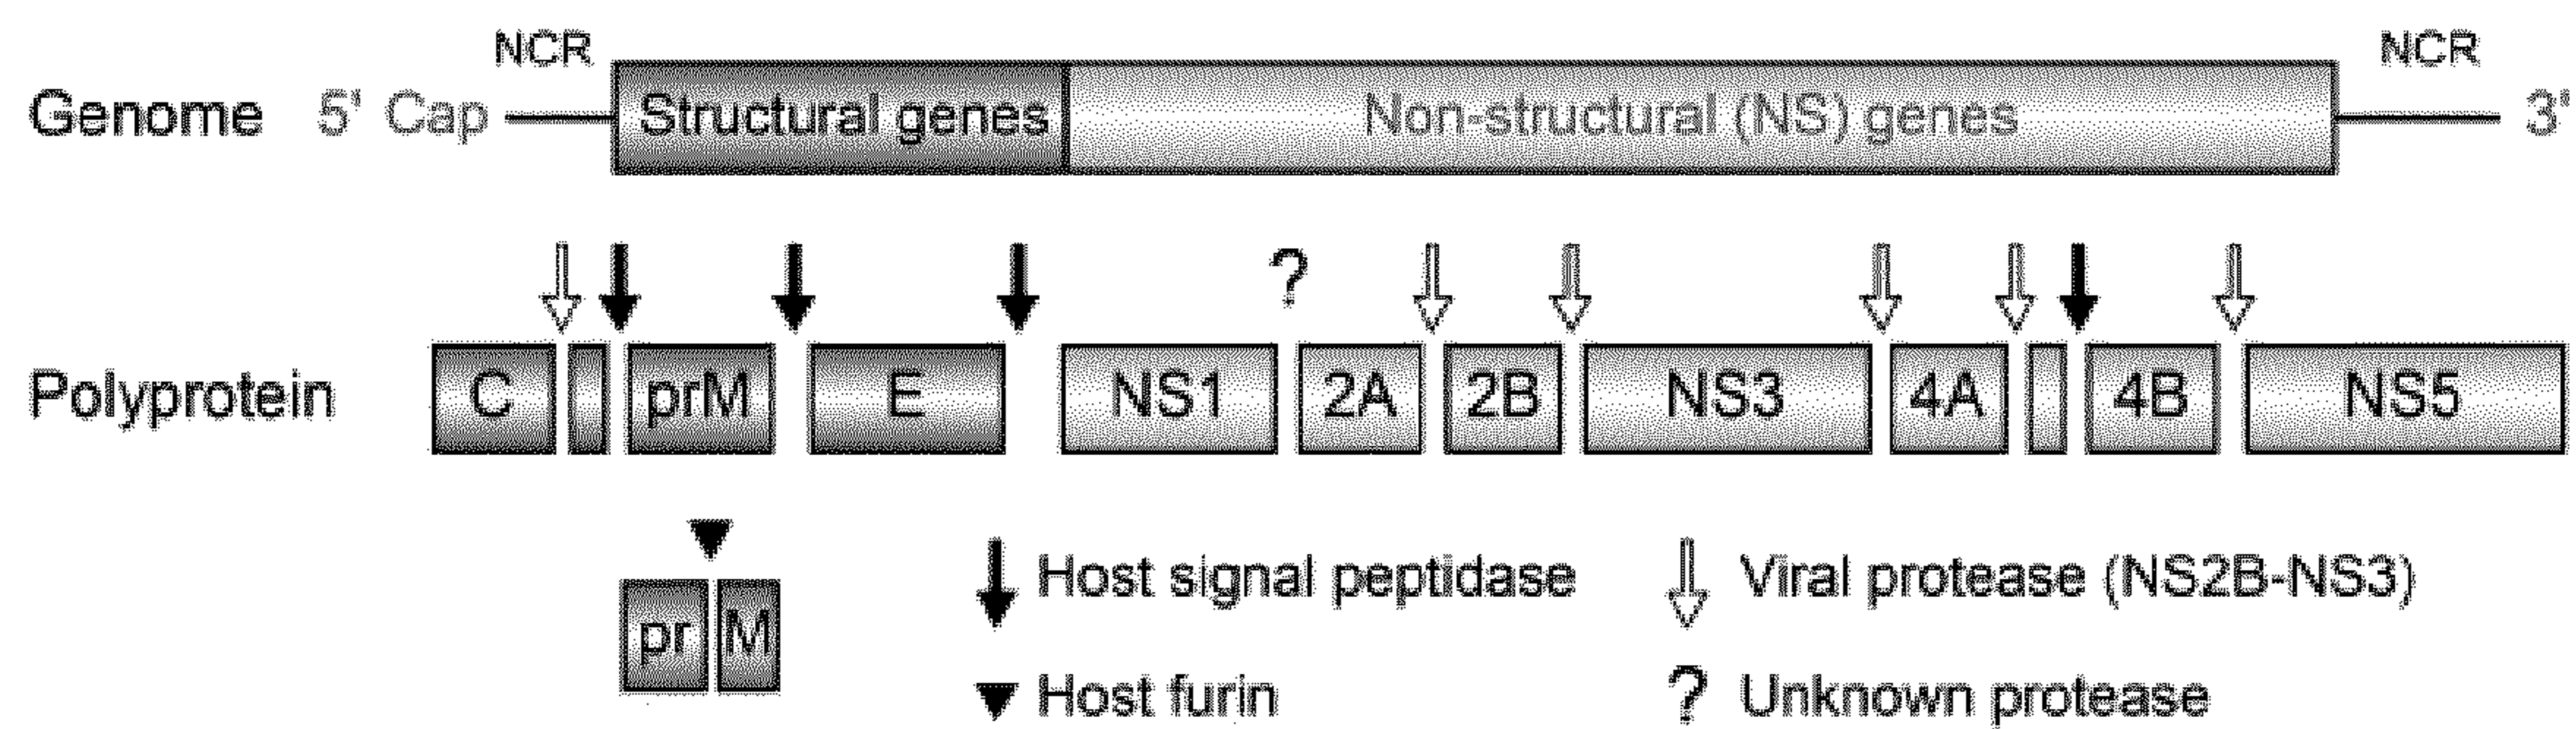 NCR NCR
Genome 5' Cap Structural genes Non-structural (NS) genes 3'
?
Polyprotein C prM E NS1 2A 2B NS3 4A 4B NS5
pr M
Host signal peptidase Viral protease (NS2B-NS3)
Host furin ? Unknown protease